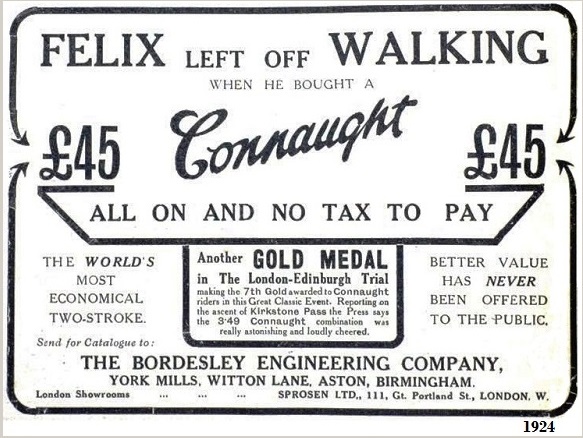 FELIX LEFT OFF WALKING
WHEN HE BOUGHT A
Connaught
£45
£45
ALL ON AND NO TAX TO PAY
THE WORLD'S
MOST
ECONOMICAL
TWO-STROKE.
Another GOLD MEDAL
in The London-Edinburgh Trial
making the 7th Gold awarded to Connaught
riders in this Great Classic Event. Reporting on
the ascent of Kirkstone Pass the Press says
the 3'49 Connaught combination was
really astonishing and loudly cheered.
BETTER VALUE
HAS NEVER
BEEN OFFERED
TO THE PUBLIC.
Send for Catalogue to:
THE BORDESLEY ENGINEERING COMPANY,
YORK MILLS, WITTON LANE, ASTON, BIRMINGHAM.
London Showrooms ... ... ... SPROSEN LTD., 111, Gt. Portland St., LONDON, W.
1924